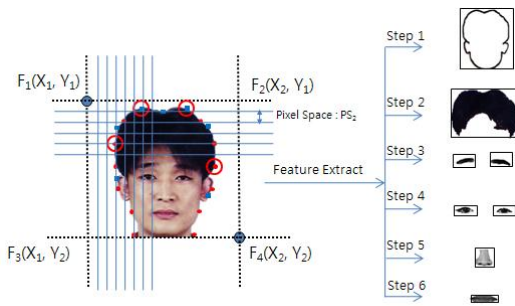 Step 1
F₁(X₁, Y₁)
F₂(X₂, Y₁)
Step 2
Pixel Space : PS₂
Step 3
Feature Extract
Step 4
F₃(X₁, Y₂)
F₄(X₂, Y₂)
Step 5
Step 6